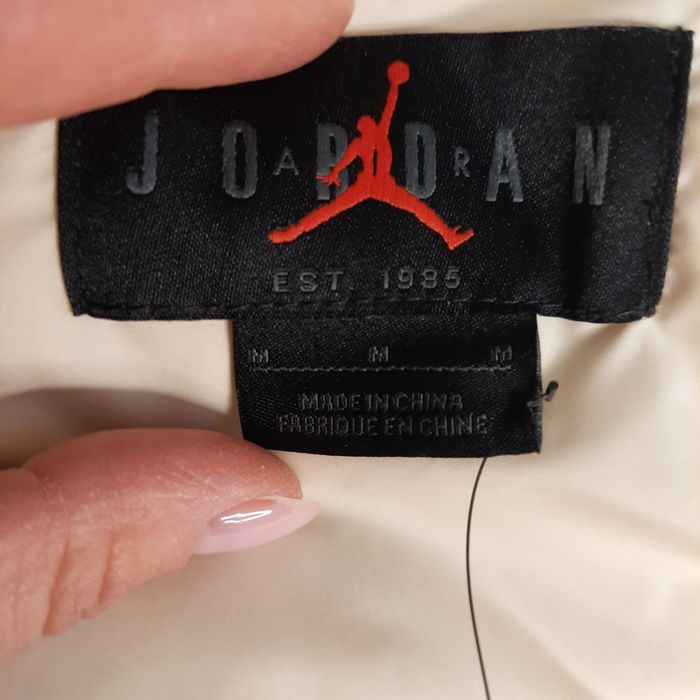 JORDAN
AIR
EST. 1985
M M M
MADE IN CHINA
FABRIQUE EN CHINE